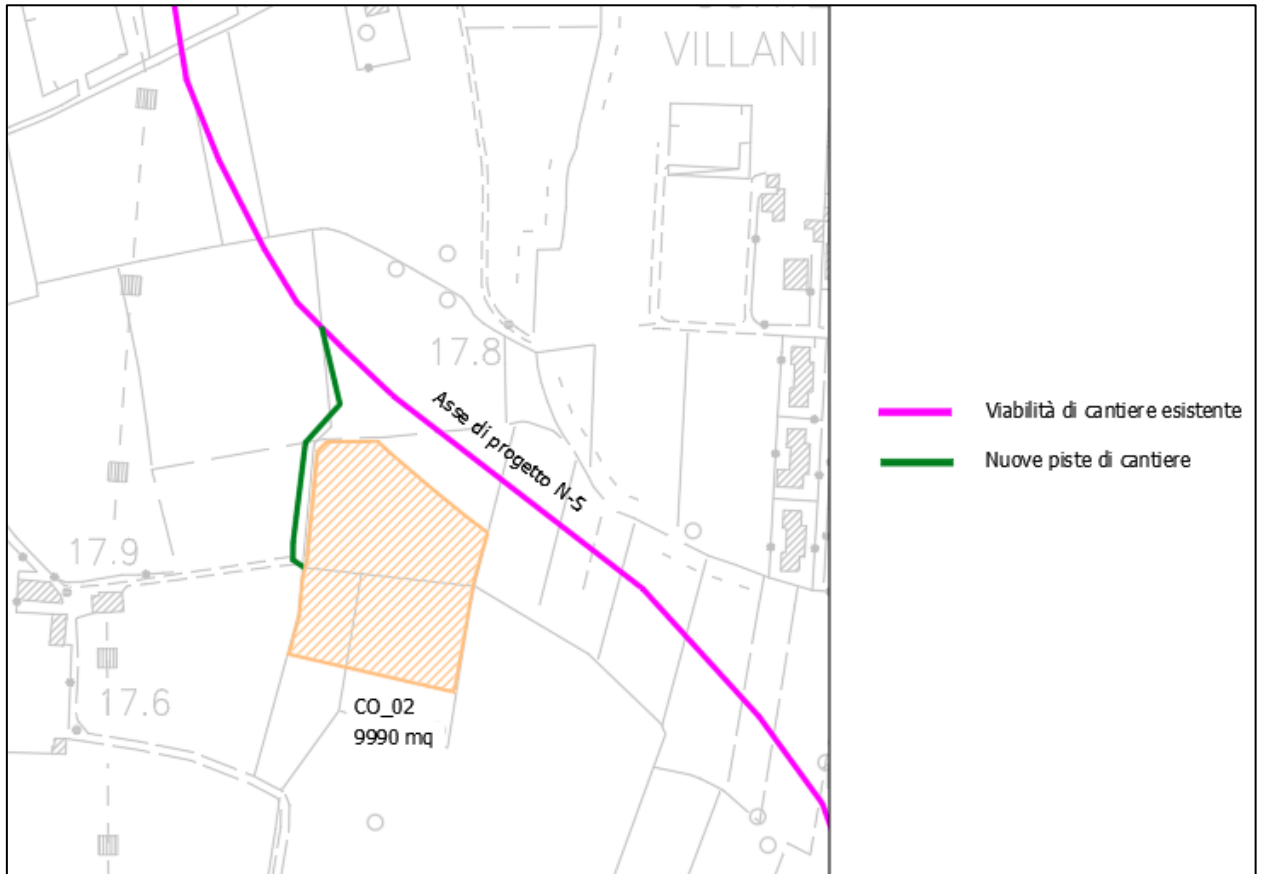 VILLANI
17.8
Asse di progetto N-S
17.9
17.6
CO_02
9990 mq
Viabilità di cantiere esistente
Nuove piste di cantiere